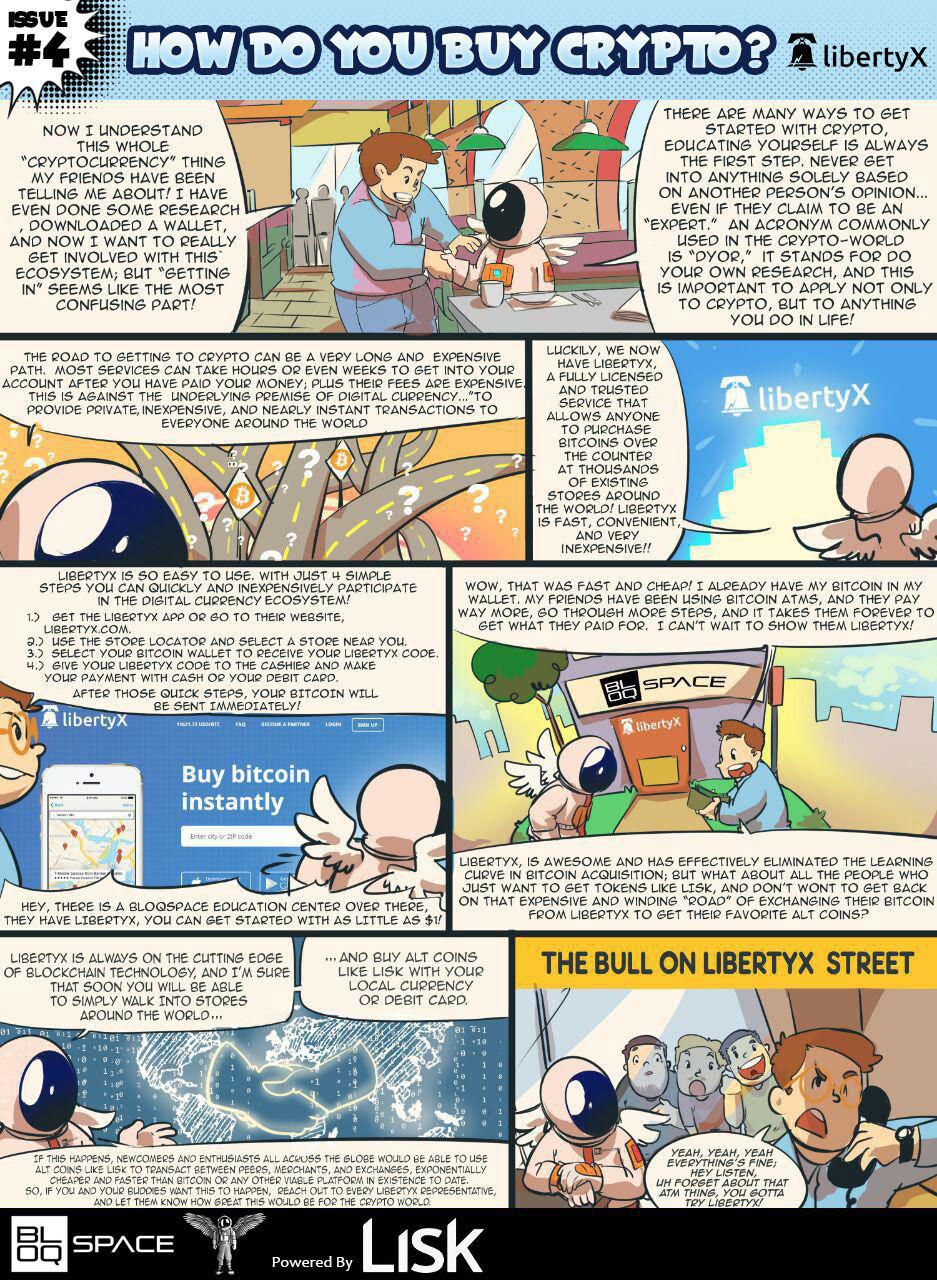 ISSUE
#4
HOW DO YOU BUY CRYPTO?
libertyX
NOW I UNDERSTAND
THIS WHOLE
"CRYPTOCURRENCY" THING
MY FRIENDS HAVE BEEN
TELLING ME ABOUT! I HAVE
EVEN DONE SOME RESEARCH
, DOWNLOADED A WALLET,
AND NOW I WANT TO REALLY
GET INVOLVED WITH THIS
ECOSYSTEM; BUT "GETTING
IN" SEEMS LIKE THE MOST
CONFUSING PART!
THERE ARE MANY WAYS TO GET
STARTED WITH CRYPTO,
EDUCATING YOURSELF IS ALWAYS
THE FIRST STEP. NEVER GET
INTO ANYTHING SOLELY BASED
ON ANOTHER PERSON'S OPINION...
EVEN IF THEY CLAIM TO BE AN
"EXPERT." AN ACRONYM COMMONLY
USED IN THE CRYPTO-WORLD
IS "DYOR," IT STANDS FOR DO
YOUR OWN RESEARCH, AND THIS
IS IMPORTANT TO APPLY NOT ONLY
TO CRYPTO, BUT TO ANYTHING
YOU DO IN LIFE!
THE ROAD TO GETTING TO CRYPTO CAN BE A VERY LONG AND EXPENSIVE
PATH. MOST SERVICES CAN TAKE HOURS OR EVEN WEEKS TO GET INTO YOUR
ACCOUNT AFTER YOU HAVE PAID YOUR MONEY; PLUS THEIR FEES ARE EXPENSIVE.
THIS IS AGAINST THE UNDERLYING PREMISE OF DIGITAL CURRENCY..."TO
PROVIDE PRIVATE, INEXPENSIVE, AND NEARLY INSTANT TRANSACTIONS TO
EVERYONE AROUND THE WORLD
LUCKILY, WE NOW
HAVE LIBERTYX,
A FULLY LICENSED
AND TRUSTED
SERVICE THAT
ALLOWS ANYONE
TO PURCHASE
BITCOINS OVER
THE COUNTER
AT THOUSANDS
OF EXISTING
STORES AROUND
THE WORLD! LIBERTYX
IS FAST, CONVENIENT,
AND VERY
INEXPENSIVE!!
libertyX
LIBERTYX IS SO EASY TO USE. WITH JUST 4 SIMPLE
STEPS YOU CAN QUICKLY AND INEXPENSIVELY PARTICIPATE
IN THE DIGITAL CURRENCY ECOSYSTEM!
1.) GET THE LIBERTYX APP OR GO TO THEIR WEBSITE,
LIBERTYX.COM.
2.) USE THE STORE LOCATOR AND SELECT A STORE NEAR YOU.
3.) SELECT YOUR BITCOIN WALLET TO RECEIVE YOUR LIBERTYX CODE.
4.) GIVE YOUR LIBERTYX CODE TO THE CASHIER AND MAKE
YOUR PAYMENT WITH CASH OR YOUR DEBIT CARD.
AFTER THOSE QUICK STEPS, YOUR BITCOIN WILL
BE SENT IMMEDIATELY!
libertyX
11621.77 USD/BTC FAQ BECOME A PARTNER LOGIN SIGN UP
Buy bitcoin
instantly
Enter city or ZIP code
HEY, THERE IS A BLOQSPACE EDUCATION CENTER OVER THERE,
THEY HAVE LIBERTYX, YOU CAN GET STARTED WITH AS LITTLE AS $1!
WOW, THAT WAS FAST AND CHEAP! I ALREADY HAVE MY BITCOIN IN MY
WALLET. MY FRIENDS HAVE BEEN USING BITCOIN ATMS, AND THEY PAY
WAY MORE, GO THROUGH MORE STEPS, AND IT TAKES THEM FOREVER TO
GET WHAT THEY PAID FOR. I CAN'T WAIT TO SHOW THEM LIBERTYX!
BLOQ SPACE
libertyX
LIBERTYX, IS AWESOME AND HAS EFFECTIVELY ELIMINATED THE LEARNING
CURVE IN BITCOIN ACQUISITION; BUT WHAT ABOUT ALL THE PEOPLE WHO
JUST WANT TO GET TOKENS LIKE LISK, AND DON'T WONT TO GET BACK
ON THAT EXPENSIVE AND WINDING "ROAD" OF EXCHANGING THEIR BITCOIN
FROM LIBERTYX TO GET THEIR FAVORITE ALT COINS?
LIBERTYX IS ALWAYS ON THE CUTTING EDGE
OF BLOCKCHAIN TECHNOLOGY, AND I'M SURE
THAT SOON YOU WILL BE ABLE
TO SIMPLY WALK INTO STORES
AROUND THE WORLD...
...AND BUY ALT COINS
LIKE LISK WITH YOUR
LOCAL CURRENCY
OR DEBIT CARD.
IF THIS HAPPENS, NEWCOMERS AND ENTHUSIASTS ALL ACROSS THE GLOBE WOULD BE ABLE TO USE
ALT COINS LIKE LISK TO TRANSACT BETWEEN PEERS, MERCHANTS, AND EXCHANGES, EXPONENTIALLY
CHEAPER AND FASTER THAN BITCOIN OR ANY OTHER VIABLE PLATFORM IN EXISTENCE TO DATE.
SO, IF YOU AND YOUR BUDDIES WANT THIS TO HAPPEN, REACH OUT TO EVERY LIBERTYX REPRESENTATIVE,
AND LET THEM KNOW HOW GREAT THIS WOULD BE FOR THE CRYPTO WORLD.
THE BULL ON LIBERTYX STREET
YEAH, YEAH, YEAH
EVERYTHING'S FINE;
HEY LISTEN,
UH FORGET ABOUT THAT
ATM THING, YOU GOTTA
TRY LIBERTYX!
BLOQ SPACE
Powered By LISK